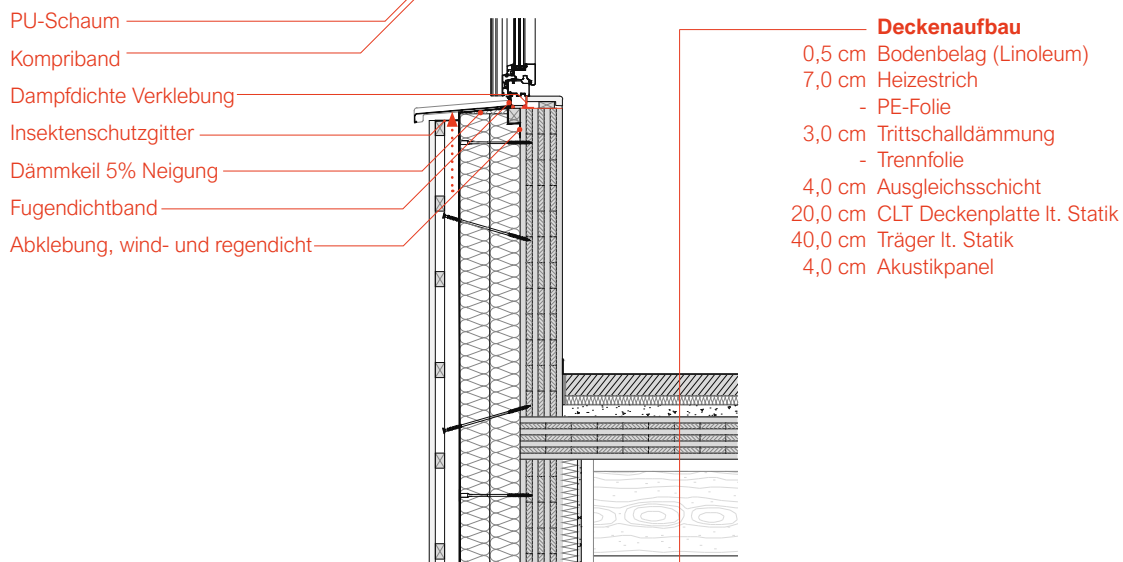 PU-Schaum
Kompriband
Dampfdichte Verklebung
Insektenschutzgitter
Dämmkeil 5% Neigung
Fugendichtband
Abklebung, wind- und regendicht
Deckenaufbau
0,5 cm Bodenbelag (Linoleum)
7,0 cm Heizestrich
- PE-Folie
3,0 cm Trittschalldämmung
- Trennfolie
4,0 cm Ausgleichsschicht
20,0 cm CLT Deckenplatte lt. Statik
40,0 cm Träger lt. Statik
4,0 cm Akustikpanel